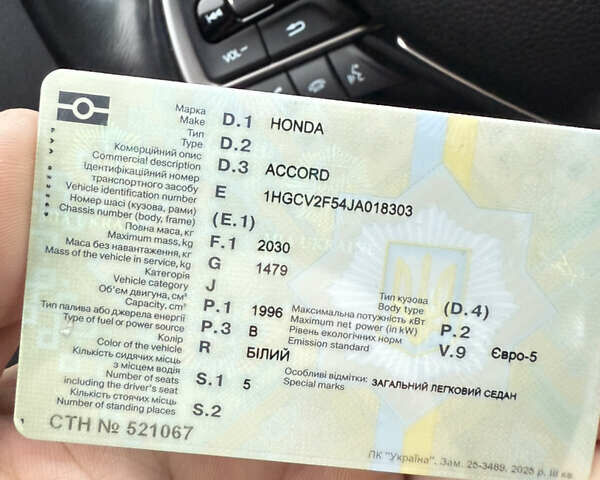 VOL−
Марка
Make D.1 HONDA
Тип
Type D.2
Комерційний опис
Commercial description D.3 ACCORD
Ідентифікаційний номер
транспортного засобу
Vehicle identification number E 1HGCV2F54JA018303
Номер шасі (кузова, рами)
Chassis number (body, frame) (E.1)
Повна маса, кг
Maximum mass, kg F.1 2030
Маса без навантаження, кг
Mass of the vehicle in service, kg G 1479
Категорія
Vehicle category J
Тип кузова
Body type (D.4)
Об'єм двигуна, см³
Capacity, cm³ P.1 1996
Максимальна потужність кВт
Maximum net power (in kW) P.2
Тип палива або джерела енергії
Type of fuel or power source P.3 B
Рівень екологічних норм
Emission standard V.9 Євро-5
Колір
Color of the vehicle R БІЛИЙ
Кількість сидячих місць
з місцем водія
Number of seats
including the driver's seat S.1 5
Особливі відмітки: ЗАГАЛЬНИЙ ЛЕГКОВИЙ СЕДАН
Special marks
Кількість стоячих місць
Number of standing places S.2
СТН № 521067
ПК "Україна", Зам. 25-3489, 2025 р. III кв.